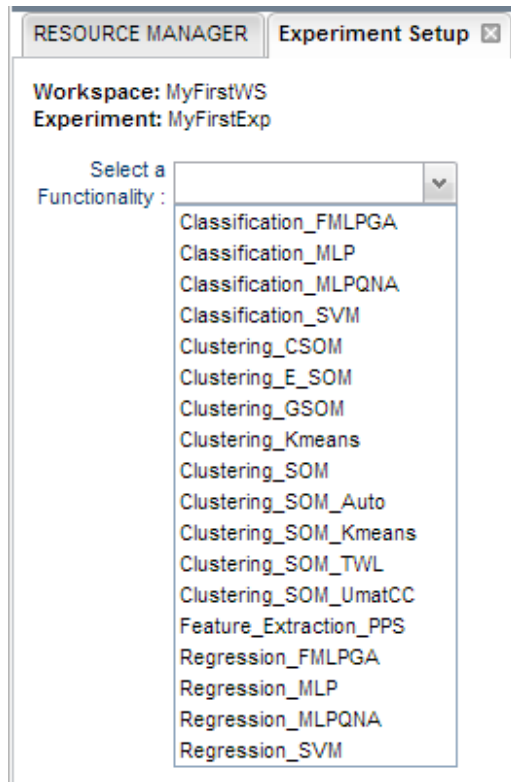 RESOURCE MANAGER Experiment Setup
Workspace: MyFirstWS
Experiment: MyFirstExp
Select a
Functionality :
Classification_FMLPGA
Classification_MLP
Classification_MLPQNA
Classification_SVM
Clustering_CSOM
Clustering_E_SOM
Clustering_GSOM
Clustering_Kmeans
Clustering_SOM
Clustering_SOM_Auto
Clustering_SOM_Kmeans
Clustering_SOM_TWL
Clustering_SOM_UmatCC
Feature_Extraction_PPS
Regression_FMLPGA
Regression_MLP
Regression_MLPQNA
Regression_SVM